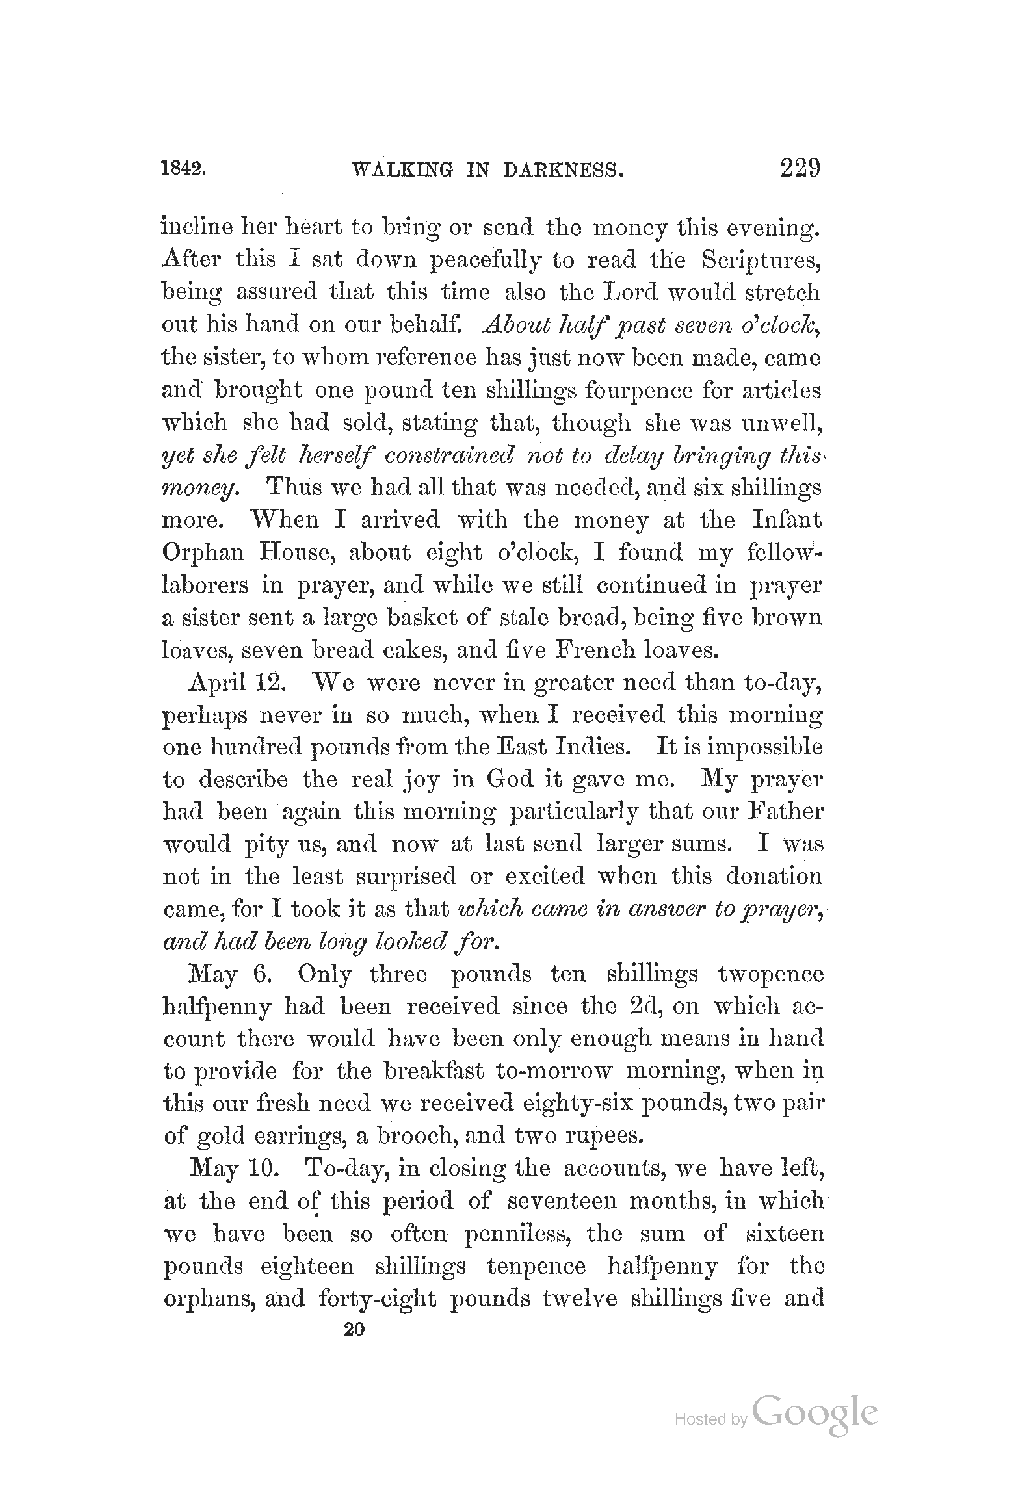 1842. WALKING IN DARKNESS. 229
incline her heart to bring or send the money this evening.
After this I sat down peacefully to read the Scriptures,
being assured that this time also the Lord would stretch
out his hand on our behalf. About half past seven o'clock,
the sister, to whom reference has just now been made, came
and brought one pound ten shillings fourpence for articles
which she had sold, stating that, though she was unwell,
yet she felt herself constrained not to delay bringing this
money. Thus we had all that was needed, and six shillings
more. When I arrived with the money at the Infant
Orphan House, about eight o'clock, I found my fellow-
laborers in prayer, and while we still continued in prayer
a sister sent a large basket of stale bread, being five brown
loaves, seven bread cakes, and five French loaves.
April 12. We were never in greater need than to-day,
perhaps never in so much, when I received this morning
one hundred pounds from the East Indies. It is impossible
to describe the real joy in God it gave me. My prayer
had been again this morning particularly that our Father
would pity us, and now at last send larger sums. I was
not in the least surprised or excited when this donation
came, for I took it as that which came in answer to prayer,
and had been long looked for.
May 6. Only three pounds ten shillings twopence
halfpenny had been received since the 2d, on which ac-
count there would have been only enough means in hand
to provide for the breakfast to-morrow morning, when in
this our fresh need we received eighty-six pounds, two pair
of gold earrings, a brooch, and two rupees.
May 10. To-day, in closing the accounts, we have left,
at the end of this period of seventeen months, in which
we have been so often penniless, the sum of sixteen
pounds eighteen shillings tenpence halfpenny for the
orphans, and forty-eight pounds twelve shillings five and
20
Hosted by Google